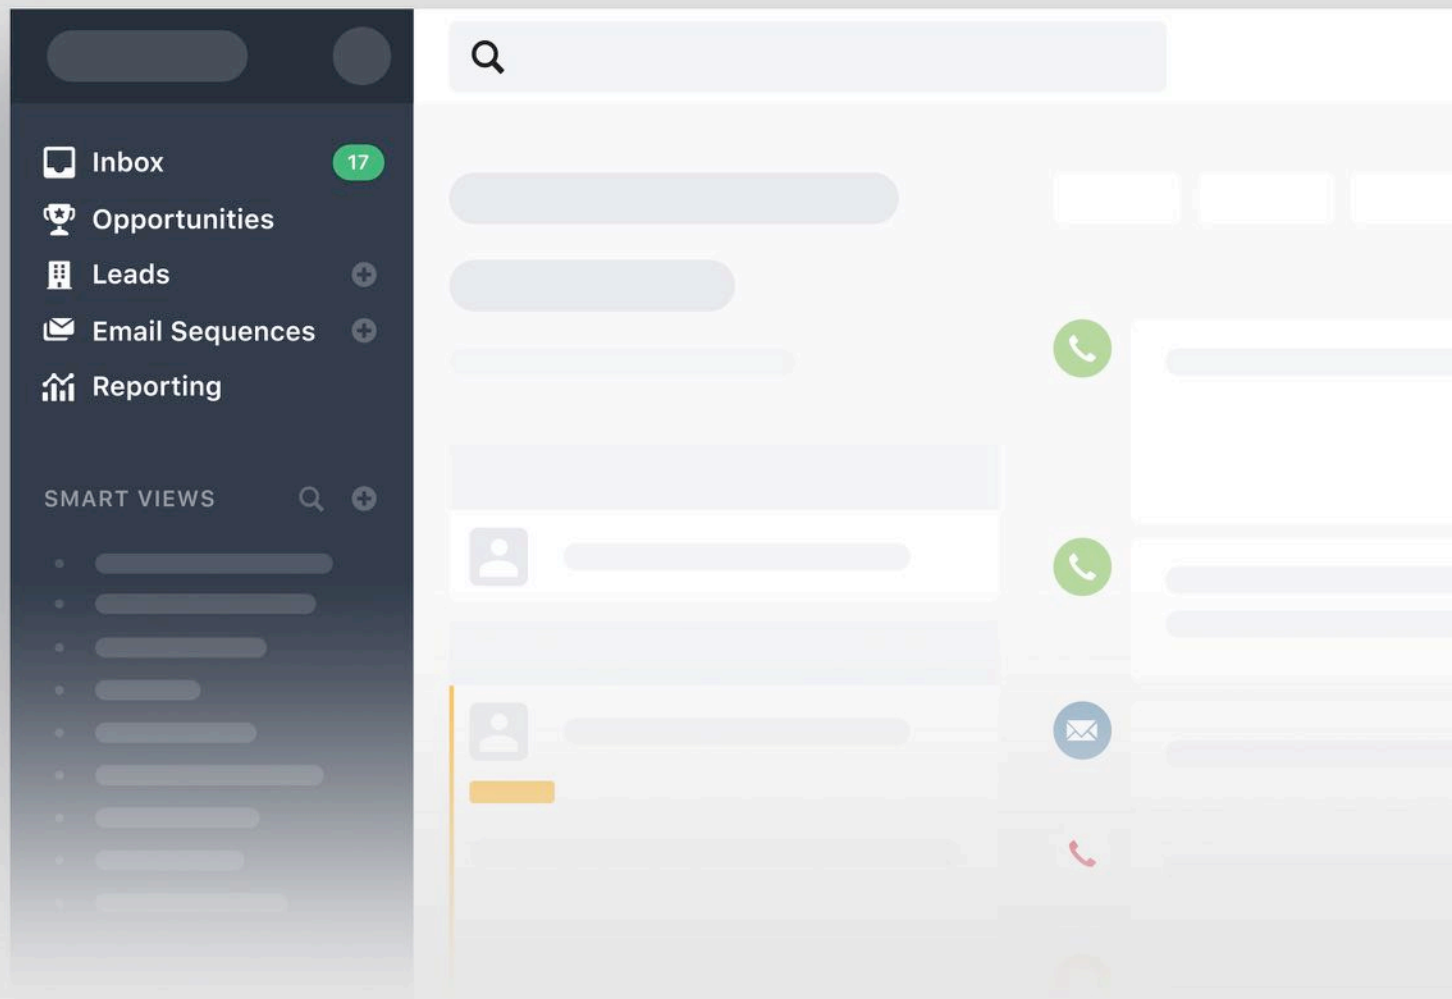 Inbox 17
Opportunities
Leads
Email Sequences
Reporting
SMART VIEWS